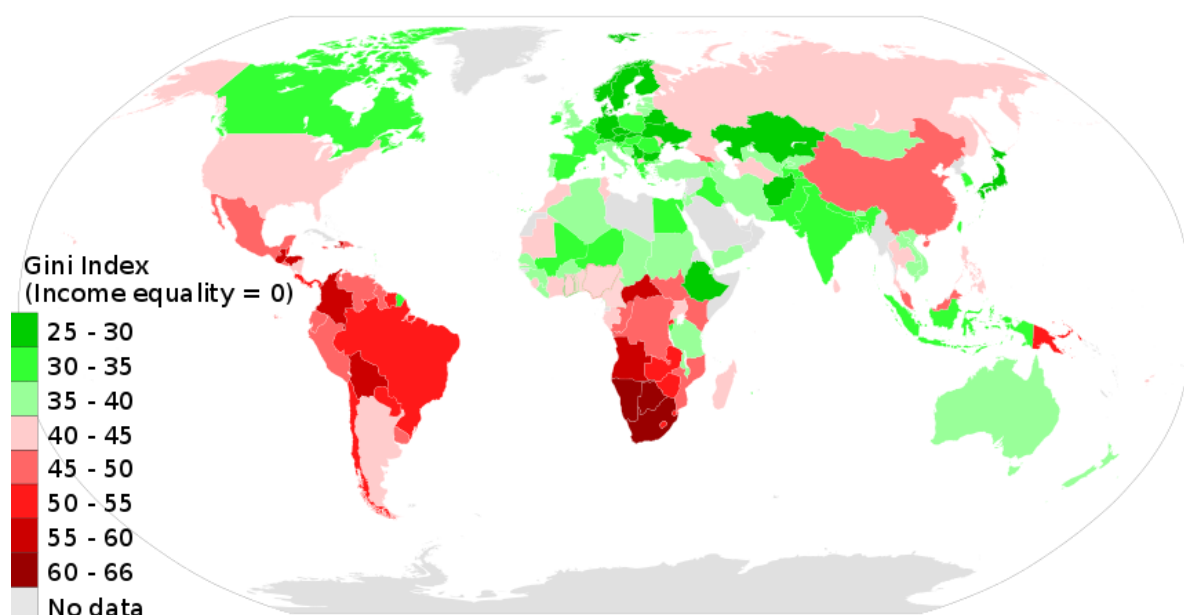 Gini Index
(Income equality = 0)
25 - 30
30 - 35
35 - 40
40 - 45
45 - 50
50 - 55
55 - 60
60 - 66
No data